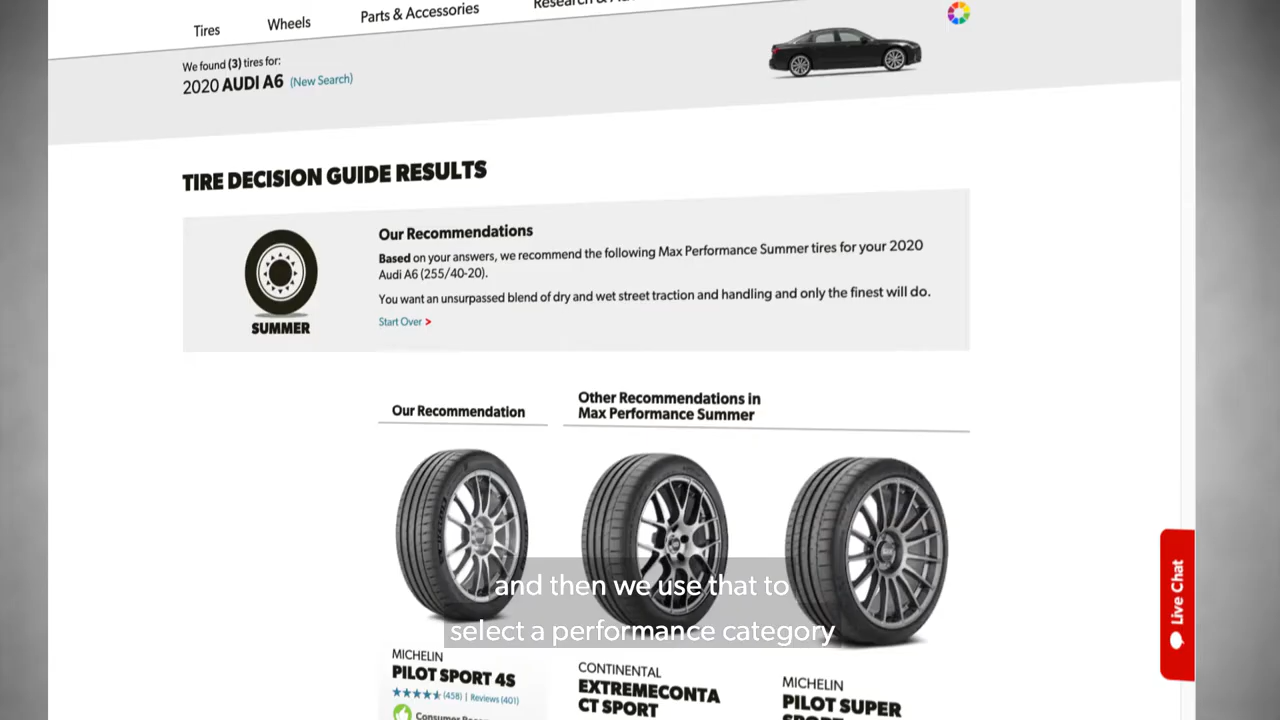 Tires
Wheels
Parts & Accessories
We found (3) tires for:
2020 AUDI A6 (New Search)
TIRE DECISION GUIDE RESULTS
SUMMER
Our Recommendations
Based on your answers, we recommend the following Max Performance Summer tires for your 2020
Audi A6 (255/40-20).
You want an unsurpassed blend of dry and wet street traction and handling and only the finest will do.
Start Over >
Our Recommendation
Other Recommendations in
Max Performance Summer
and then we use that to
select a performance category
MICHELIN
PILOT SPORT 4S
(458) | Reviews (401)
Consumer
CONTINENTAL
EXTREMECONTA
CT SPORT
MICHELIN
PILOT SUPER
SPORT
Live Chat